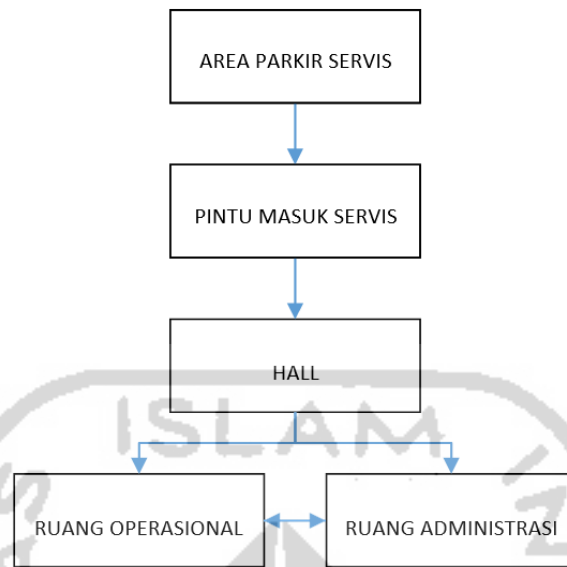 AREA PARKIR SERVIS
PINTU MASUK SERVIS
HALL
ISLAM
RUANG OPERASIONAL
RUANG ADMINISTRASI